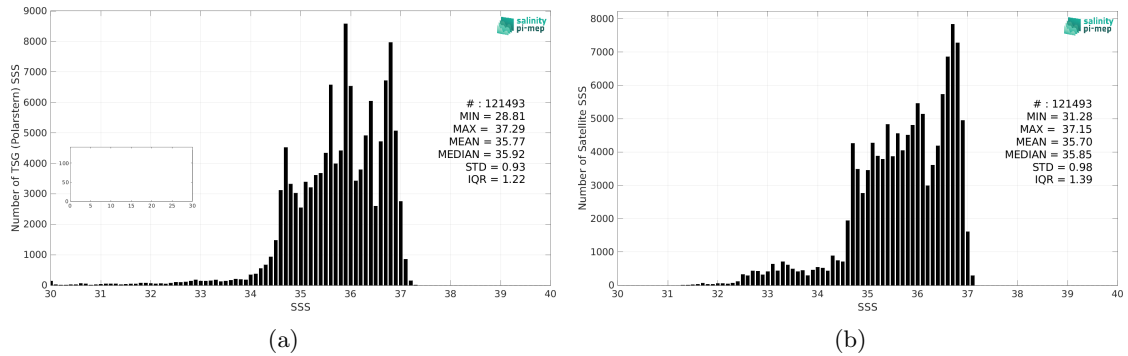 9000
8000
7000
6000
5000
4000
3000
2000
1000
0
Number of TSG (Polarstern) SSS
salinity
pi-mep
# : 121493
MIN = 28.81
MAX = 37.29
MEAN = 35.77
MEDIAN = 35.92
STD = 0.93
IQR = 1.22
100
50
0
0 5 10 15 20 25 30
30 31 32 33 34 35 36 37 38 39 40
SSS
(a)
8000
7000
6000
5000
4000
3000
2000
1000
0
Number of Satellite SSS
salinity
pi-mep
# : 121493
MIN = 31.28
MAX = 37.15
MEAN = 35.70
MEDIAN = 35.85
STD = 0.98
IQR = 1.39
30 31 32 33 34 35 36 37 38 39 40
SSS
(b)